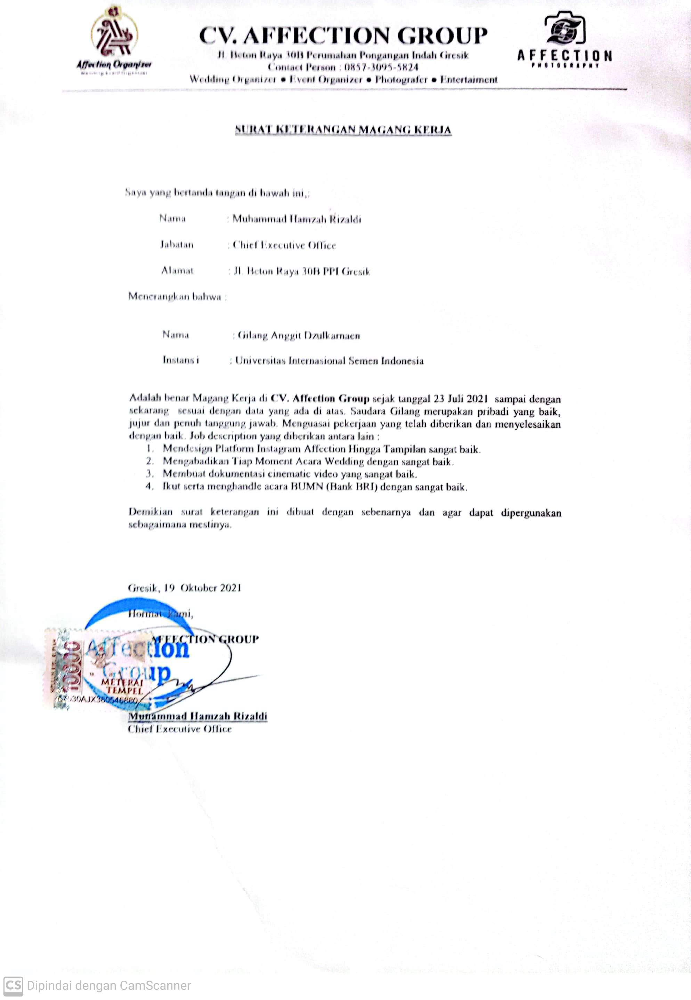 Affection Organizer
CV. AFFECTION GROUP
Jl. Beton Raya 30B Perumahan Pongangan Indah Gresik
Contact Person : 0857-3095-5824
Wedding Organizer ● Event Organizer ● Photografer ● Entertaiment
AFFECTION
PHOTOGRAPHY
SURAT KETERANGAN MAGANG KERJA
Saya yang bertanda tangan di bawah ini,:
Nama : Muhammad Hamzah Rizaldi
Jabatan : Chief Executive Office
Alamat : Jl. Beton Raya 30B PPI Gresik
Menerangkan bahwa :
Nama : Gilang Anggit Dzulkarnaen
Instansi : Universitas Internasional Semen Indonesia
Adalah benar Magang Kerja di CV. Affection Group sejak tanggal 23 Juli 2021 sampai dengan
sekarang sesuai dengan data yang ada di atas. Saudara Gilang merupakan pribadi yang baik,
jujur dan penuh tanggung jawab. Menguasai pekerjaan yang telah diberikan dan menyelesaikan
dengan baik. Job description yang diberikan antara lain :
1. Mendesign Platform Instagram Affection Hingga Tampilan sangat baik.
2. Mengabadikan Tiap Moment Acara Wedding dengan sangat baik.
3. Membuat dokumentasi cinematic video yang sangat baik.
4. Ikut serta menghandle acara BUMN (Bank BRI) dengan sangat baik.
Demikian surat keterangan ini dibuat dengan sebenarnya dan agar dapat dipergunakan
sebagaimana mestinya.
Gresik, 19 Oktober 2021
Hormat kami,
AFFECTION GROUP
Affection
Group
10000
METERAI
TEMPEL
Muhammad Hamzah Rizaldi
Chief Executive Office
CS Dipindai dengan CamScanner